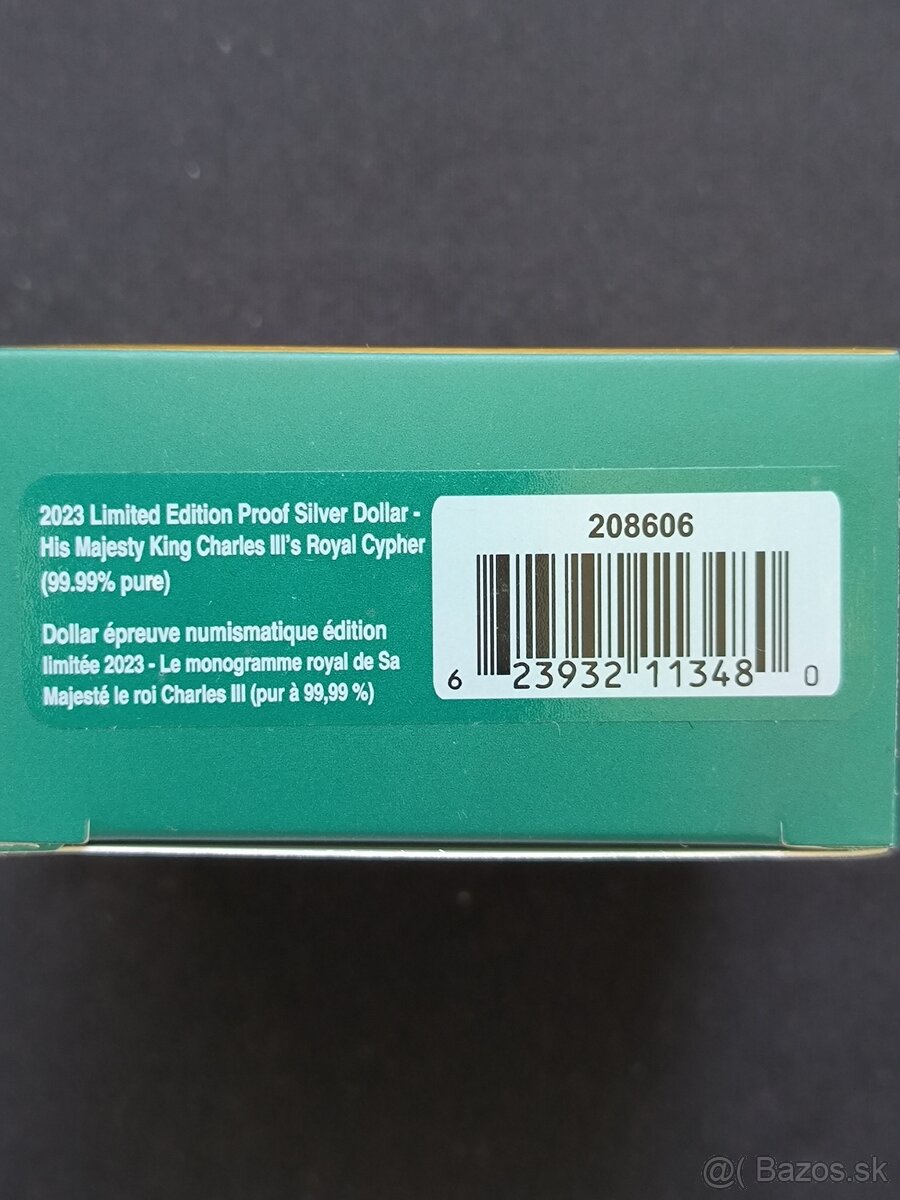 2023 Limited Edition Proof Silver Dollar -
His Majesty King Charles III's Royal Cypher
(99.99% pure)
Dollar épreuve numismatique édition
limitée 2023 - Le monogramme royal de Sa
Majesté le roi Charles III (pur à 99,99 %)
208606
6 23932 11348 0
@( Bazos.sk